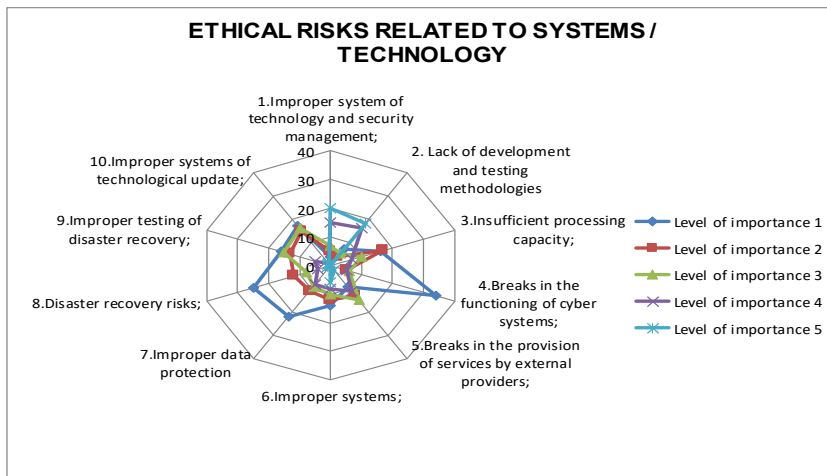 ETHICAL RISKS RELATED TO SYSTEMS /
TECHNOLOGY
1.Improper system of
technology and security
management;
2. Lack of development
and testing
methodologies
3.Insufficient processing
capacity;
4.Breaks in the
functioning of cyber
systems;
5.Breaks in the provision
of services by external
providers;
6.Improper systems;
7.Improper data
protection
8.Disaster recovery risks;
9.Improper testing of
disaster recovery;
10.Improper systems of
technological update;
40
30
20
10
0
Level of importance 1
Level of importance 2
Level of importance 3
Level of importance 4
Level of importance 5